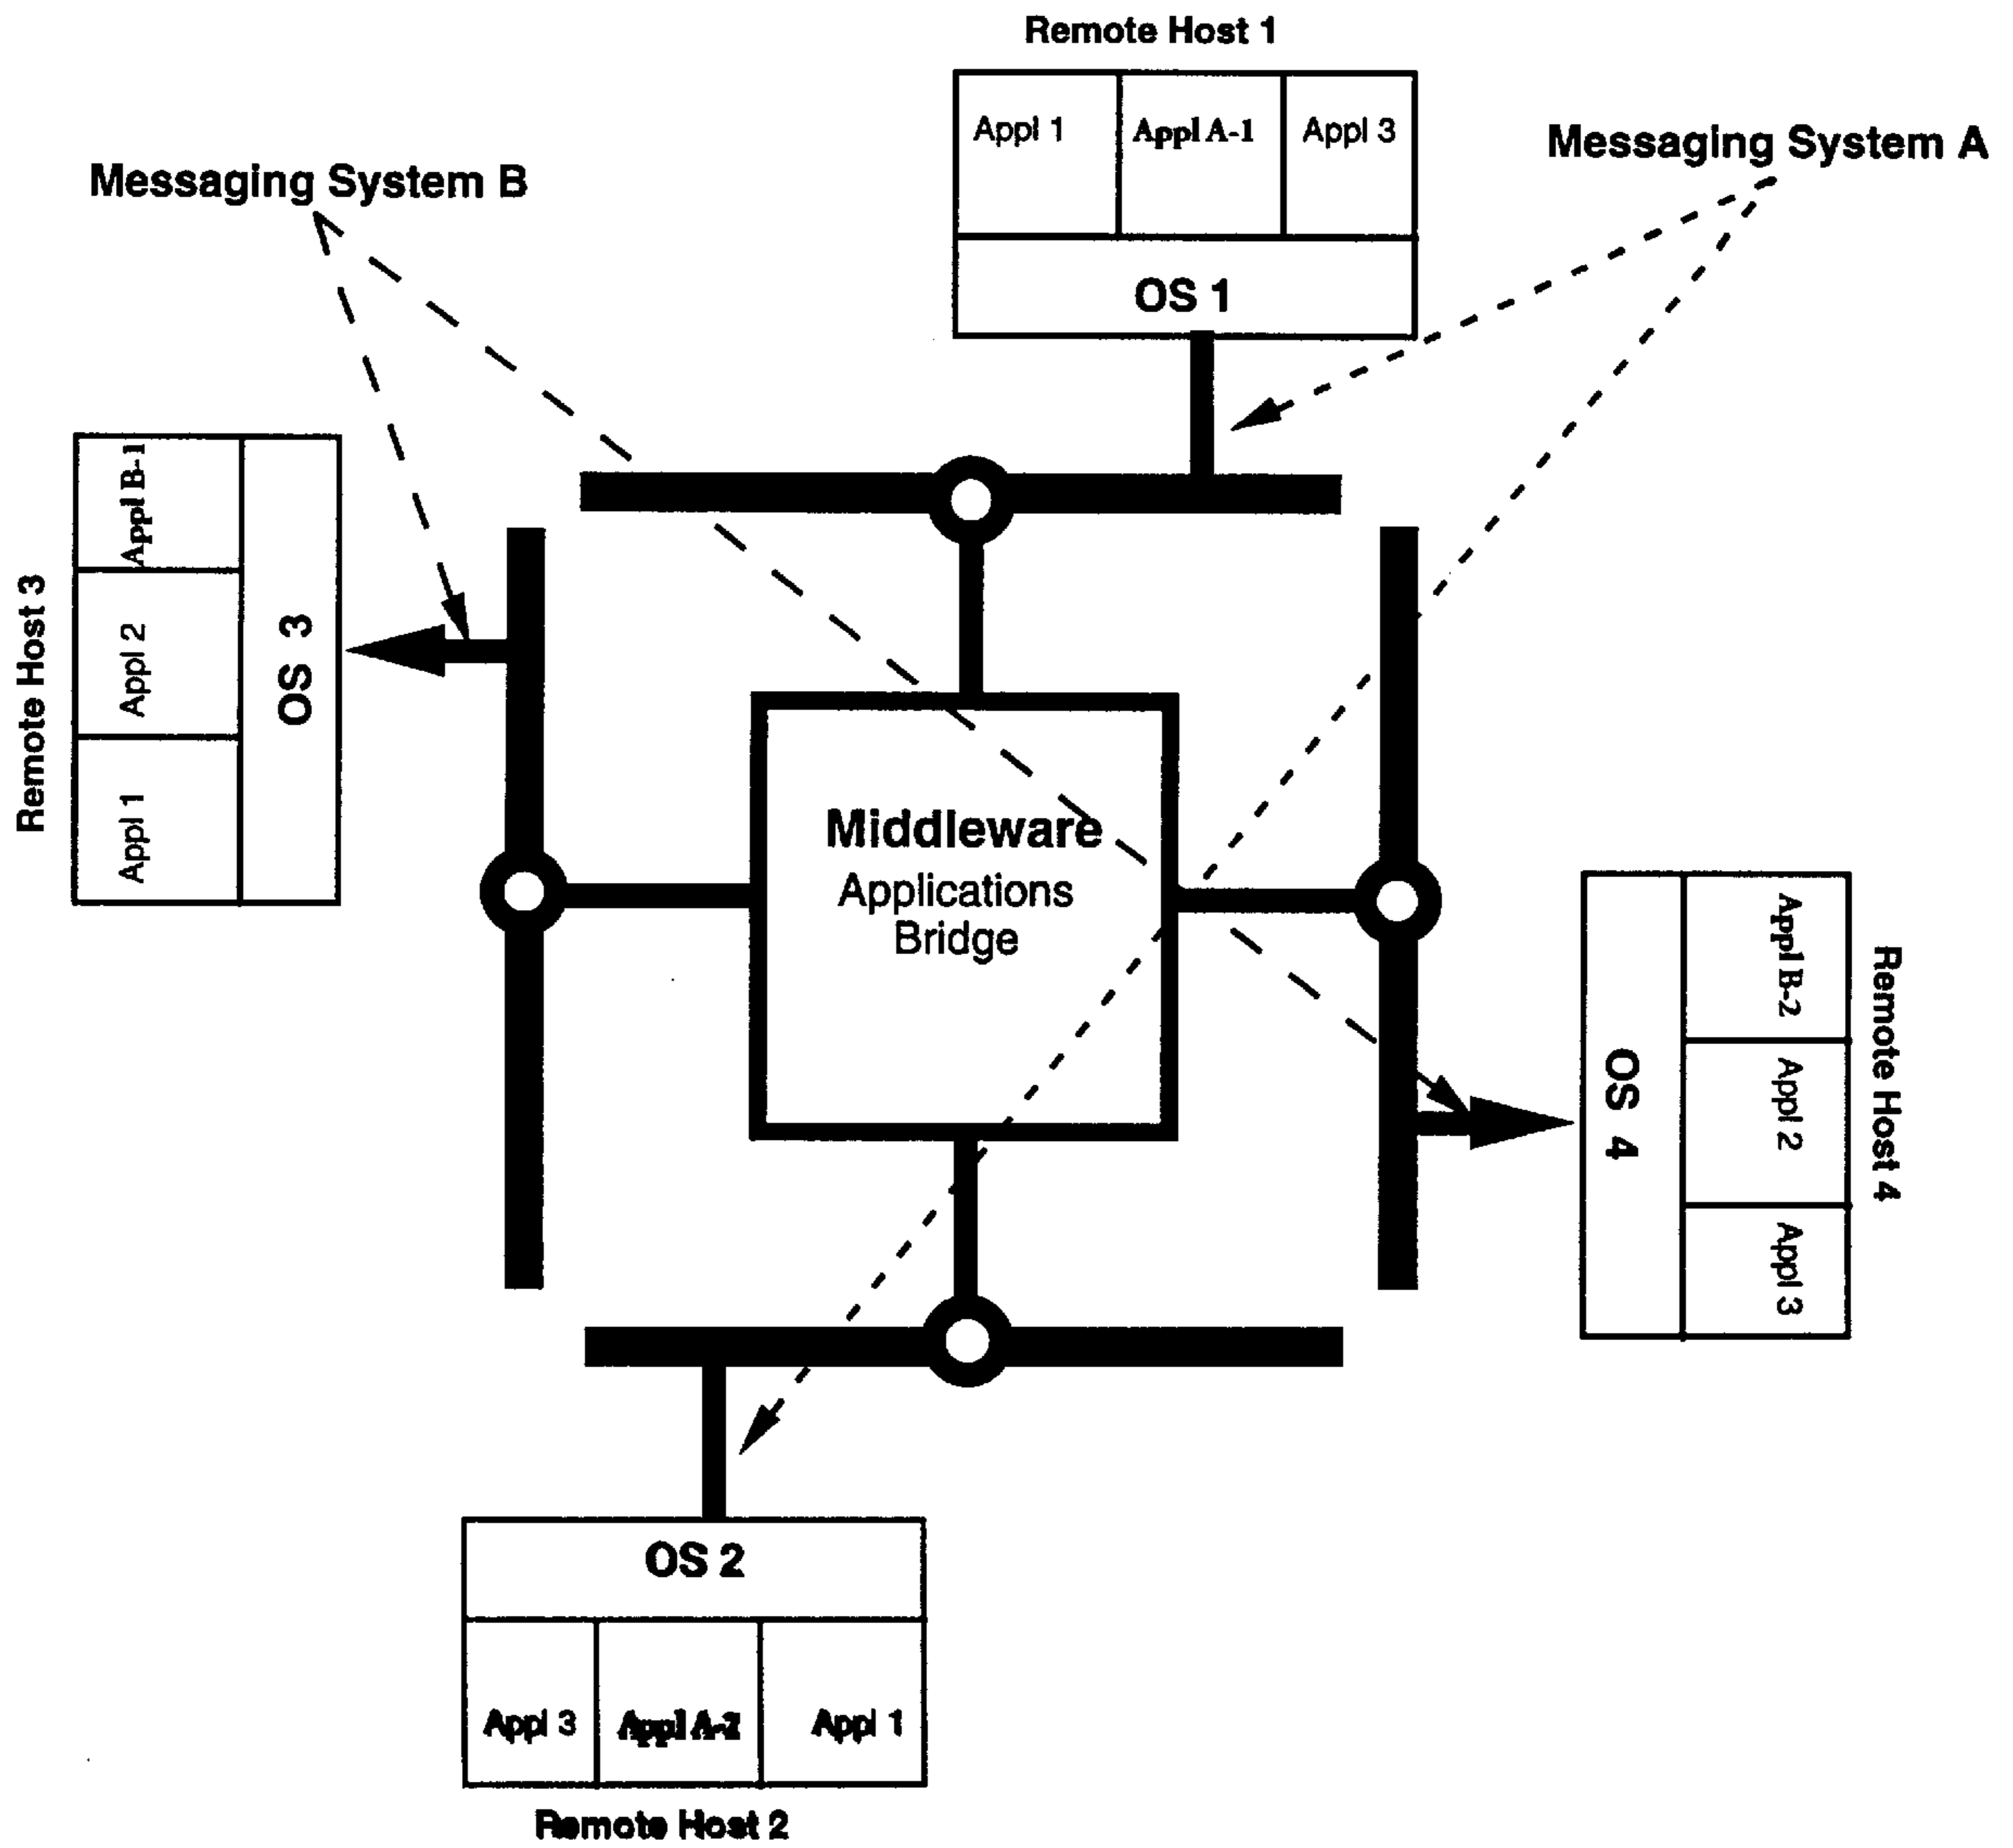 Remote Host 1
Appl 1
Appl A-1
Appl 3
OS 1
Messaging System A
Messaging System B
Remote Host 3
Appl B-1
Appl 2
Appl 1
OS 3
Middleware
Applications
Bridge
OS 4
Appl B-2
Appl 2
Appl 3
Remote Host 4
OS 2
Appl 3
Appl A-2
Appl 1
Remote Host 2